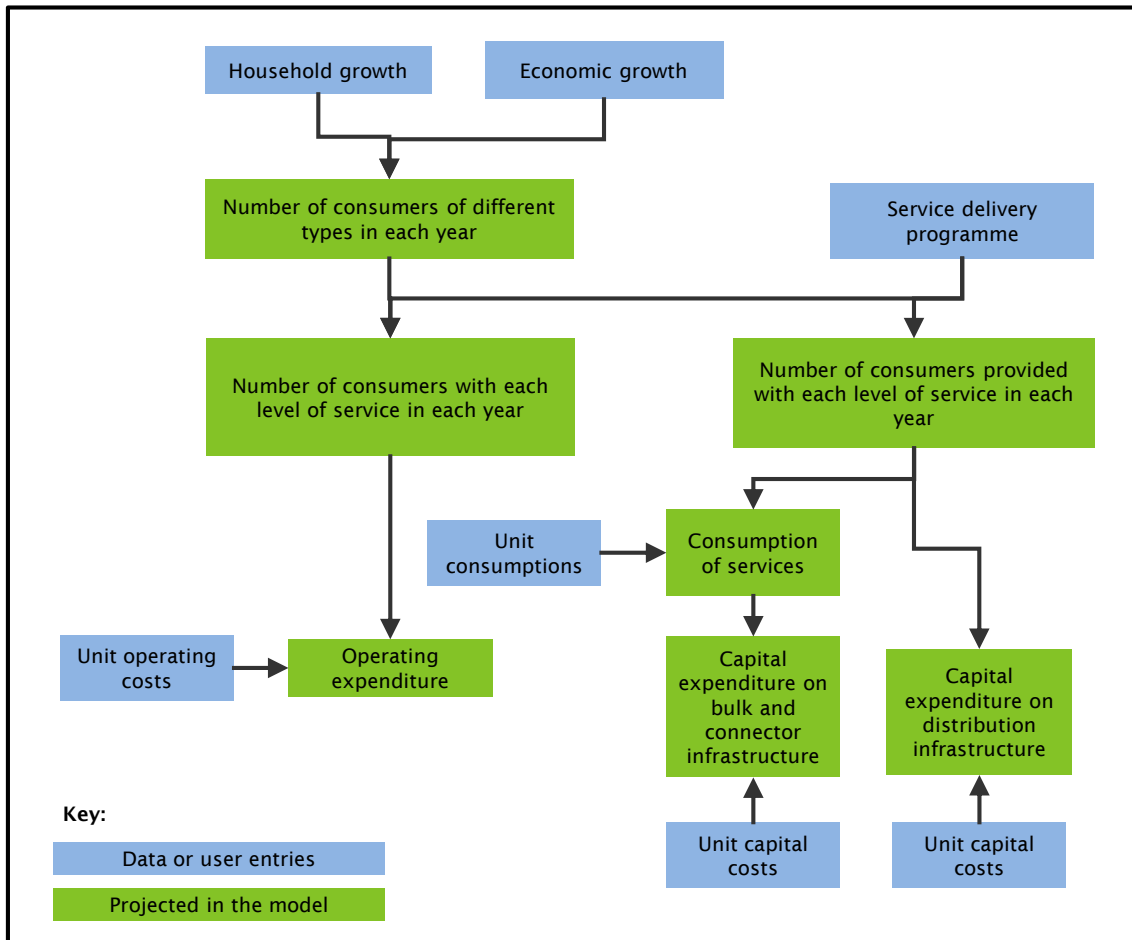 Household growth
Economic growth
Number of consumers of different
types in each year
Service delivery
programme
Number of consumers with each
level of service in each year
Number of consumers provided
with each level of service in each
year
Unit
consumptions
Consumption
of services
Unit operating
costs
Operating
expenditure
Capital
expenditure on
bulk and
connector
infrastructure
Capital
expenditure on
distribution
infrastructure
Unit capital
costs
Unit capital
costs
Key:
Data or user entries
Projected in the model